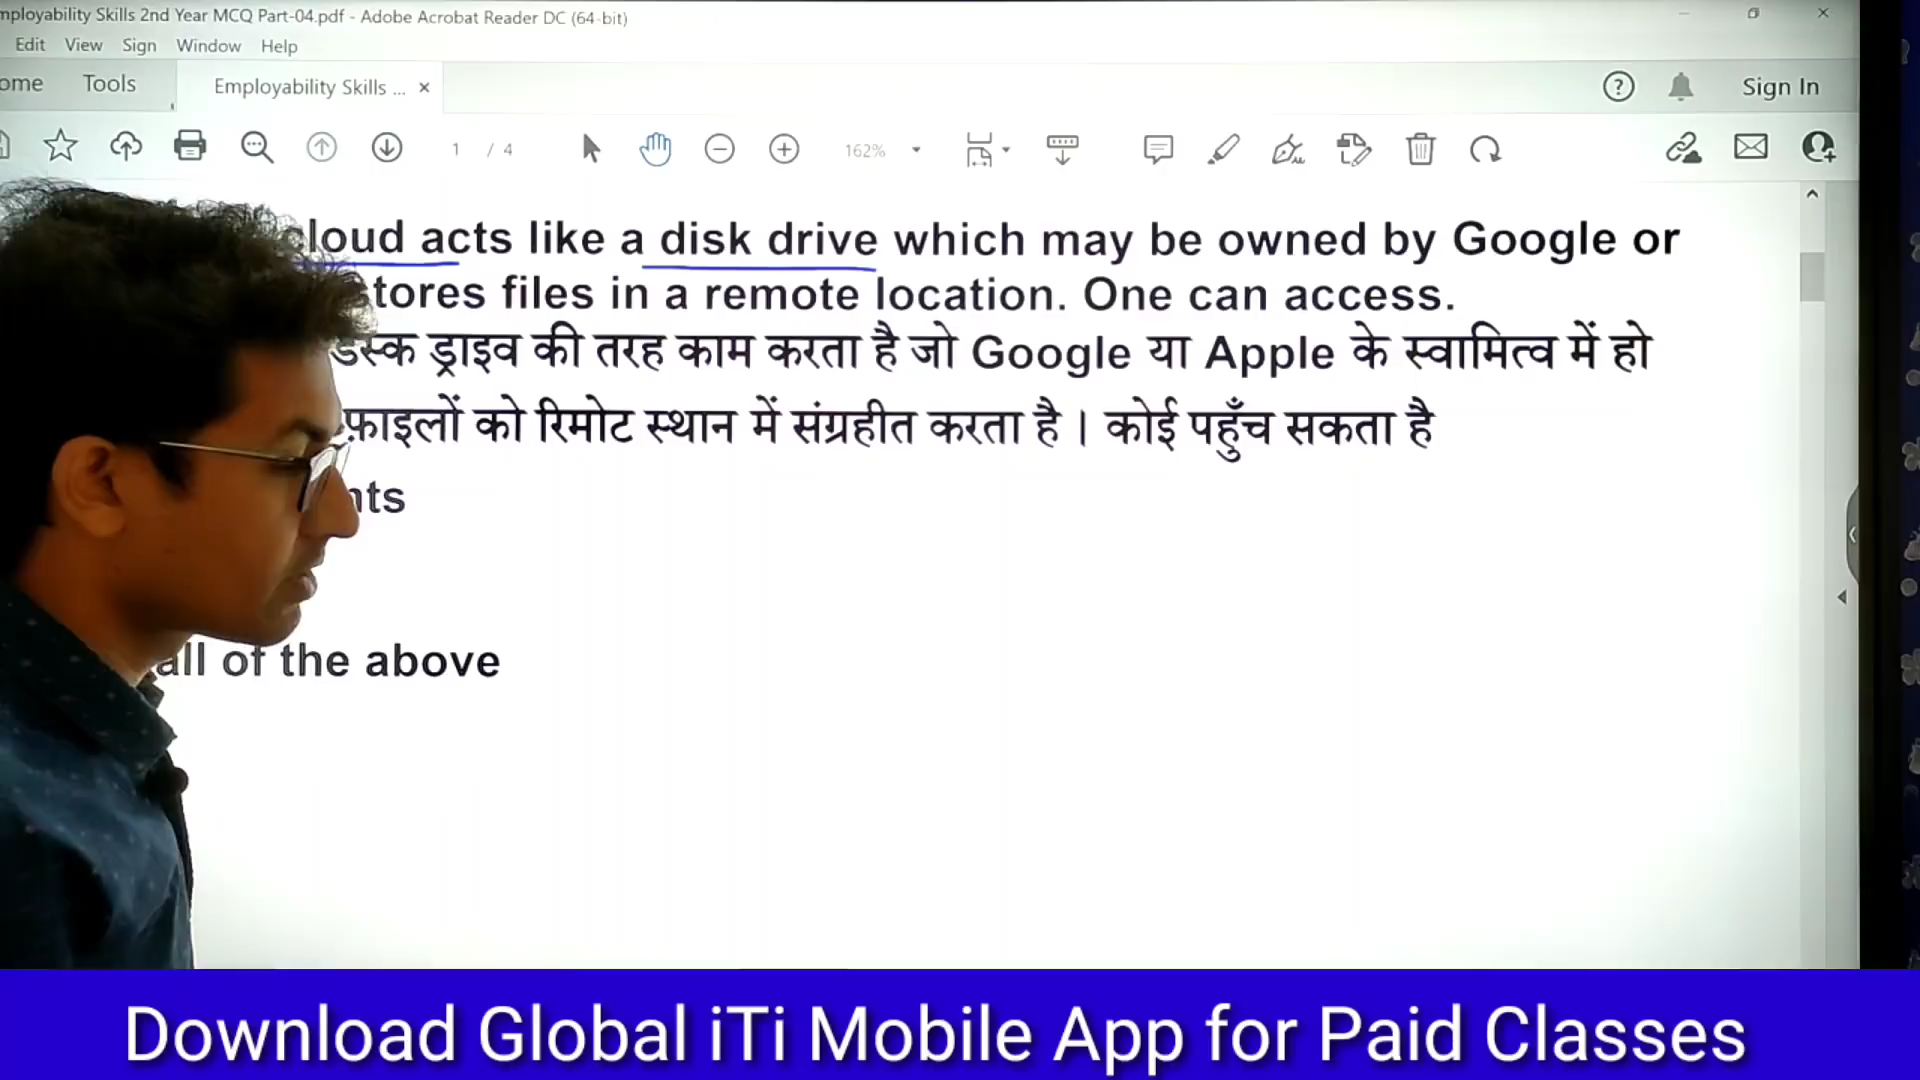 mployability Skills 2nd Year MCQ Part-04.pdf - Adobe Acrobat Reader DC (64-bit)
Edit View Sign Window Help
ome Tools Employability Skills ... × Sign In
1 / 4 162%
loud acts like a disk drive which may be owned by Google or
tores files in a remote location. One can access.
डिस्क ड्राइव की तरह काम करता है जो Google या Apple के स्वामित्व में हो
फ़ाइलों को रिमोट स्थान में संग्रहीत करता है । कोई पहुँच सकता है
nts
all of the above
Download Global iTi Mobile App for Paid Classes